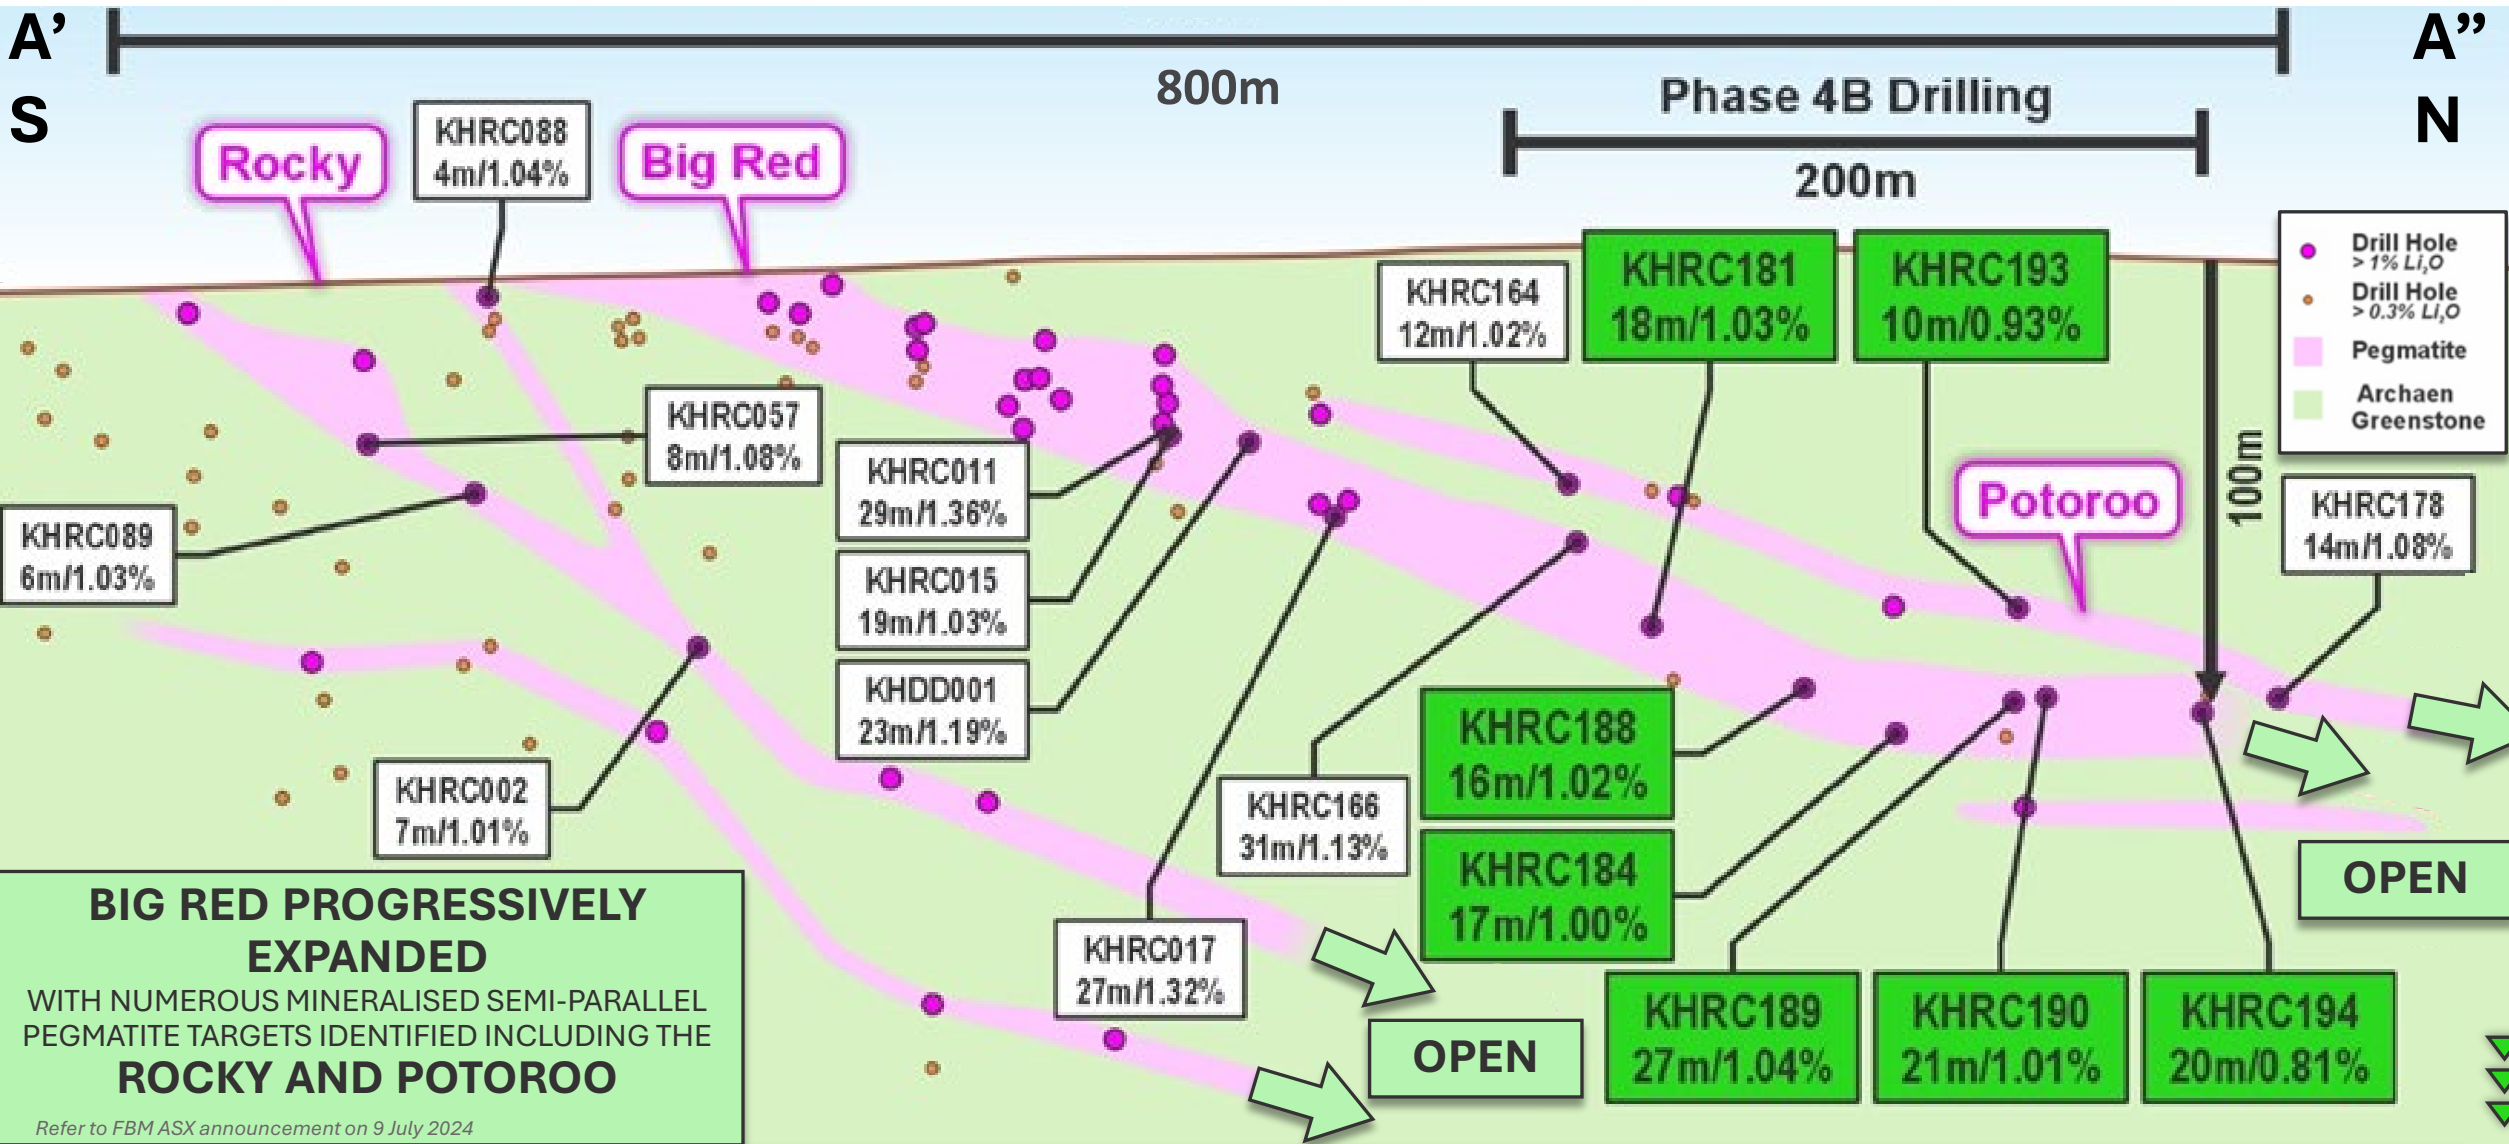 A’
A”
800m
S
N
Phase 4B Drilling
200m
Rocky
KHRC088
4m/1.04%
Big Red
KHRC164
12m/1.02%
KHRC181
18m/1.03%
KHRC193
10m/0.93%
Drill Hole
> 1% Li₂O
Drill Hole
> 0.3% Li₂O
Pegmatite
Archaen
Greenstone
KHRC057
8m/1.08%
KHRC011
29m/1.36%
100m
Potoroo
KHRC178
14m/1.08%
KHRC089
6m/1.03%
KHRC015
19m/1.03%
KHDD001
23m/1.19%
KHRC188
16m/1.02%
KHRC002
7m/1.01%
KHRC166
31m/1.13%
KHRC184
17m/1.00%
OPEN
KHRC017
27m/1.32%
OPEN
KHRC189
27m/1.04%
KHRC190
21m/1.01%
KHRC194
20m/0.81%
BIG RED PROGRESSIVELY
EXPANDED
WITH NUMEROUS MINERALISED SEMI-PARALLEL
PEGMATITE TARGETS IDENTIFIED INCLUDING THE
ROCKY AND POTOROO
Refer to FBM ASX announcement on 9 July 2024